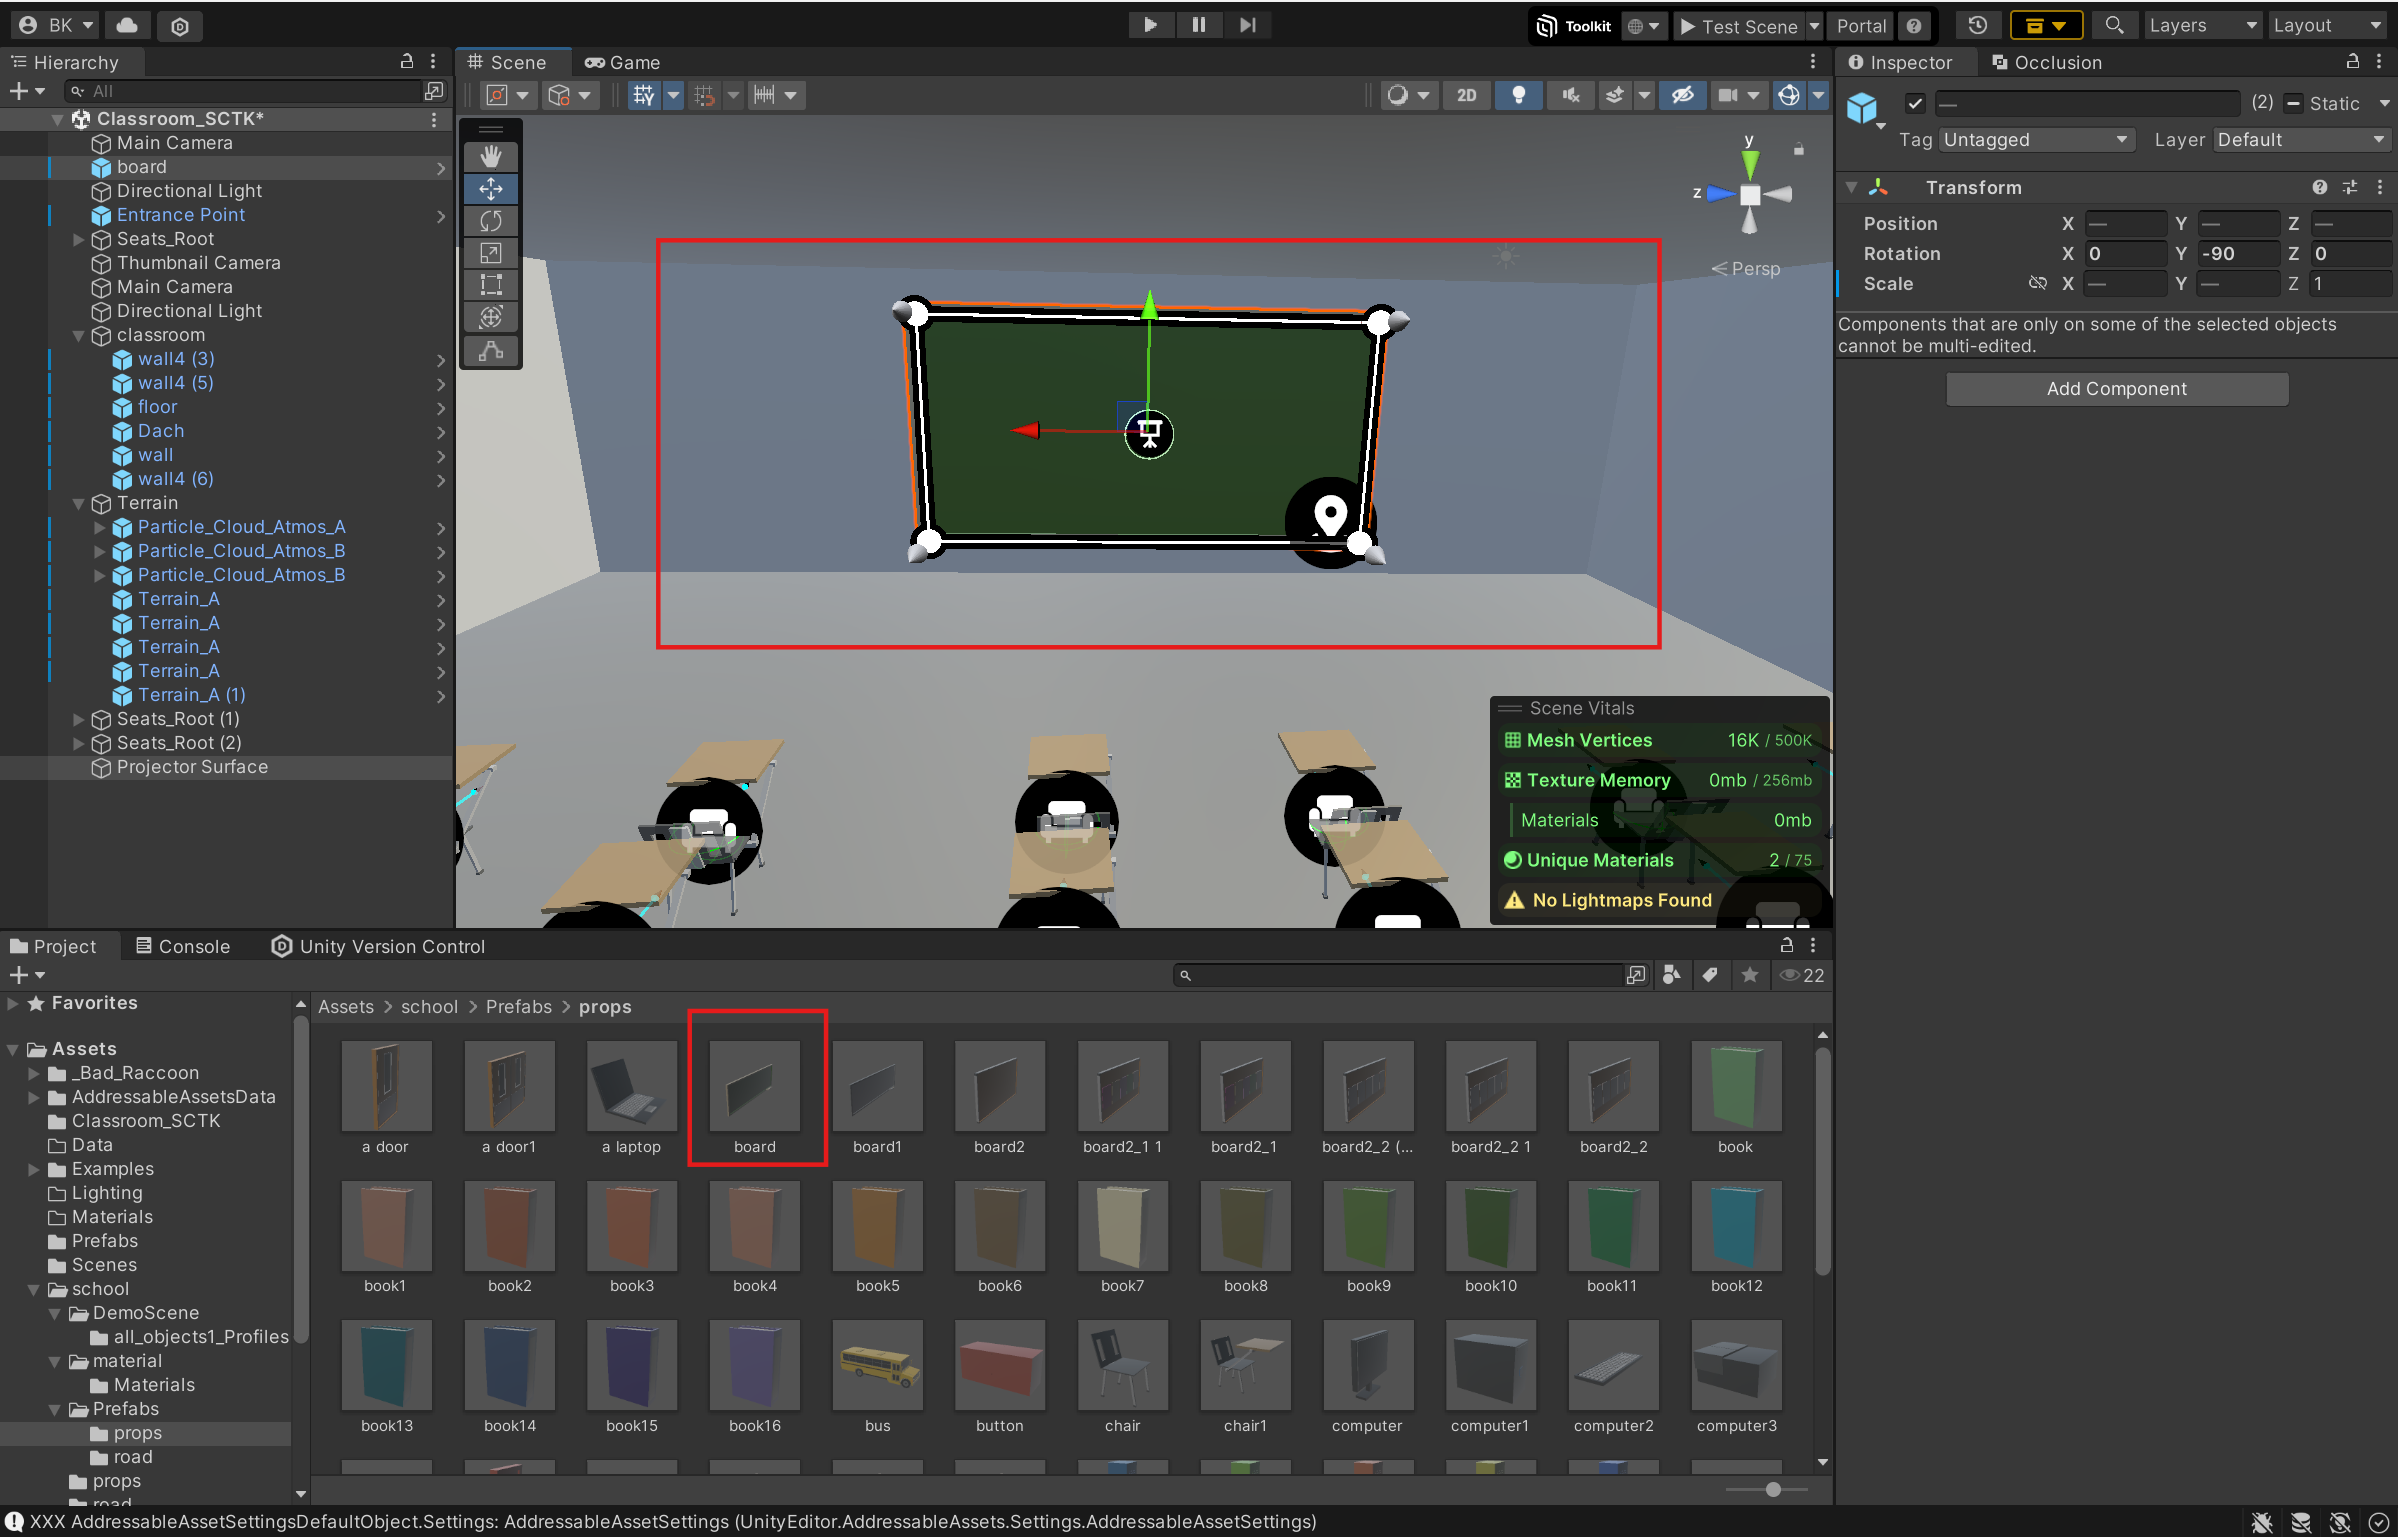 BK
Toolkit
Test Scene
Portal
Layers
Layout
Hierarchy
All
Classroom_SCTK*
Main Camera
board
Directional Light
Entrance Point
Seats_Root
Thumbnail Camera
Main Camera
Directional Light
classroom
wall4 (3)
wall4 (5)
floor
Dach
wall
wall4 (6)
Terrain
Particle_Cloud_Atmos_A
Particle_Cloud_Atmos_B
Particle_Cloud_Atmos_B
Terrain_A
Terrain_A
Terrain_A
Terrain_A
Terrain_A (1)
Seats_Root (1)
Seats_Root (2)
Projector Surface
Scene
Game
2D
y
z
Persp
Scene Vitals
Mesh Vertices 16K / 500K
Texture Memory 0mb / 256mb
Materials 0mb
Unique Materials 2 / 75
No Lightmaps Found
Inspector
Occlusion
— (2) Static
Tag Untagged Layer Default
Transform
Position X — Y — Z —
Rotation X 0 Y -90 Z 0
Scale X — Y — Z 1
Components that are only on some of the selected objects
cannot be multi-edited.
Add Component
Project
Console
Unity Version Control
22
Favorites
Assets
_Bad_Raccoon
AddressableAssetsData
Classroom_SCTK
Data
Examples
Lighting
Materials
Prefabs
Scenes
school
DemoScene
all_objects1_Profiles
material
Materials
Prefabs
props
road
props
road
Assets > school > Prefabs > props
a door a door1 a laptop board board1 board2 board2_1 1 board2_1 board2_2 (... board2_2 1 board2_2 book
book1 book2 book3 book4 book5 book6 book7 book8 book9 book10 book11 book12
book13 book14 book15 book16 bus button chair chair1 computer computer1 computer2 computer3
XXX AddressableAssetSettingsDefaultObject.Settings: AddressableAssetSettings (UnityEditor.AddressableAssets.Settings.AddressableAssetSettings)